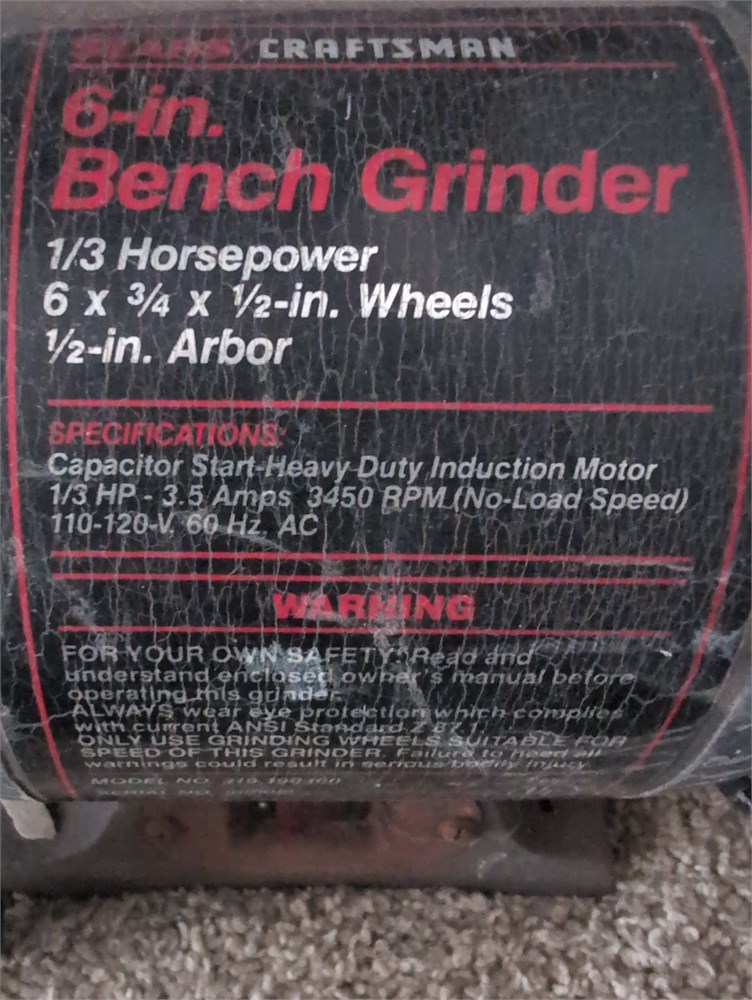 SEARS CRAFTSMAN
6-in.
Bench Grinder
1/3 Horsepower
6 x 3/4 x 1/2-in. Wheels
1/2-in. Arbor
SPECIFICATIONS:
Capacitor Start-Heavy Duty Induction Motor
1/3 HP - 3.5 Amps 3450 RPM (No-Load Speed)
110-120-V, 60 Hz, AC
WARNING
FOR YOUR OWN SAFETY: Read and
understand enclosed owner's manual before
operating this grinder.
ALWAYS wear eye protection which complies
with current ANSI Standard Z 87.1.
ONLY USE GRINDING WHEELS SUITABLE FOR
SPEED OF THIS GRINDER. Failure to heed all
warnings could result in serious bodily injury.
MODEL NO.
SERIAL NO.